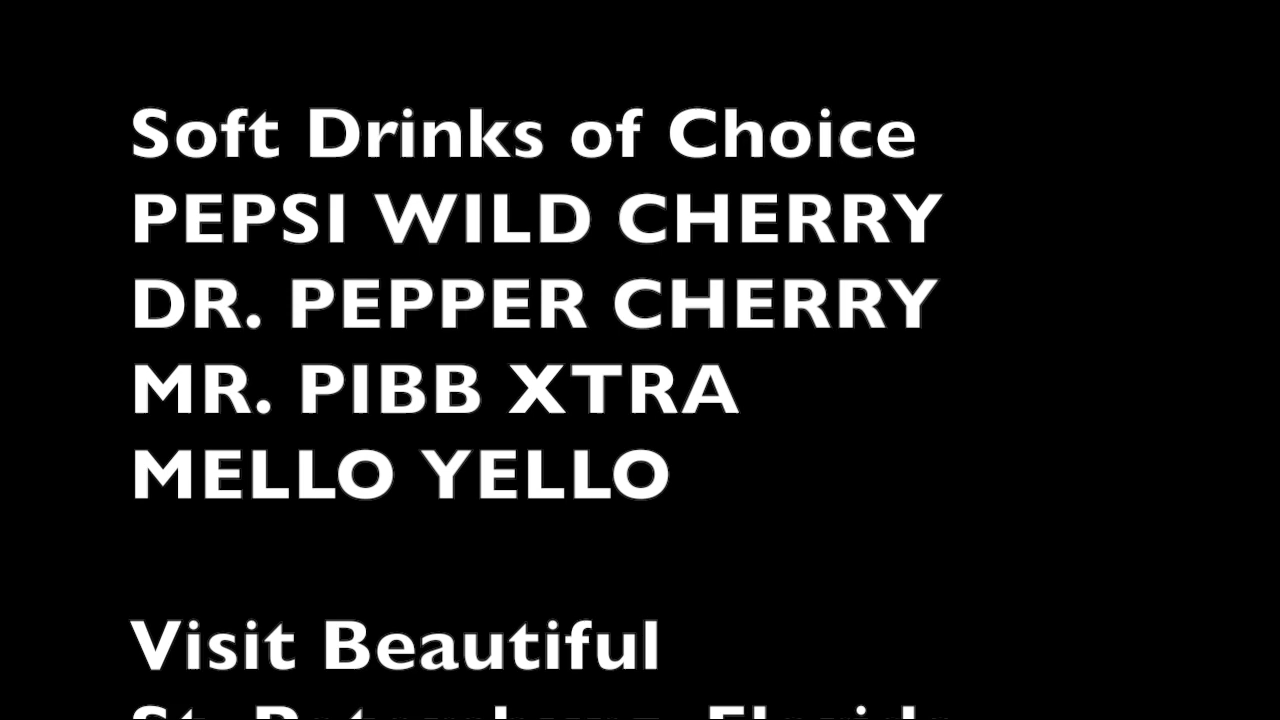 Soft Drinks of Choice
PEPSI WILD CHERRY
DR. PEPPER CHERRY
MR. PIBB XTRA
MELLO YELLO
Visit Beautiful